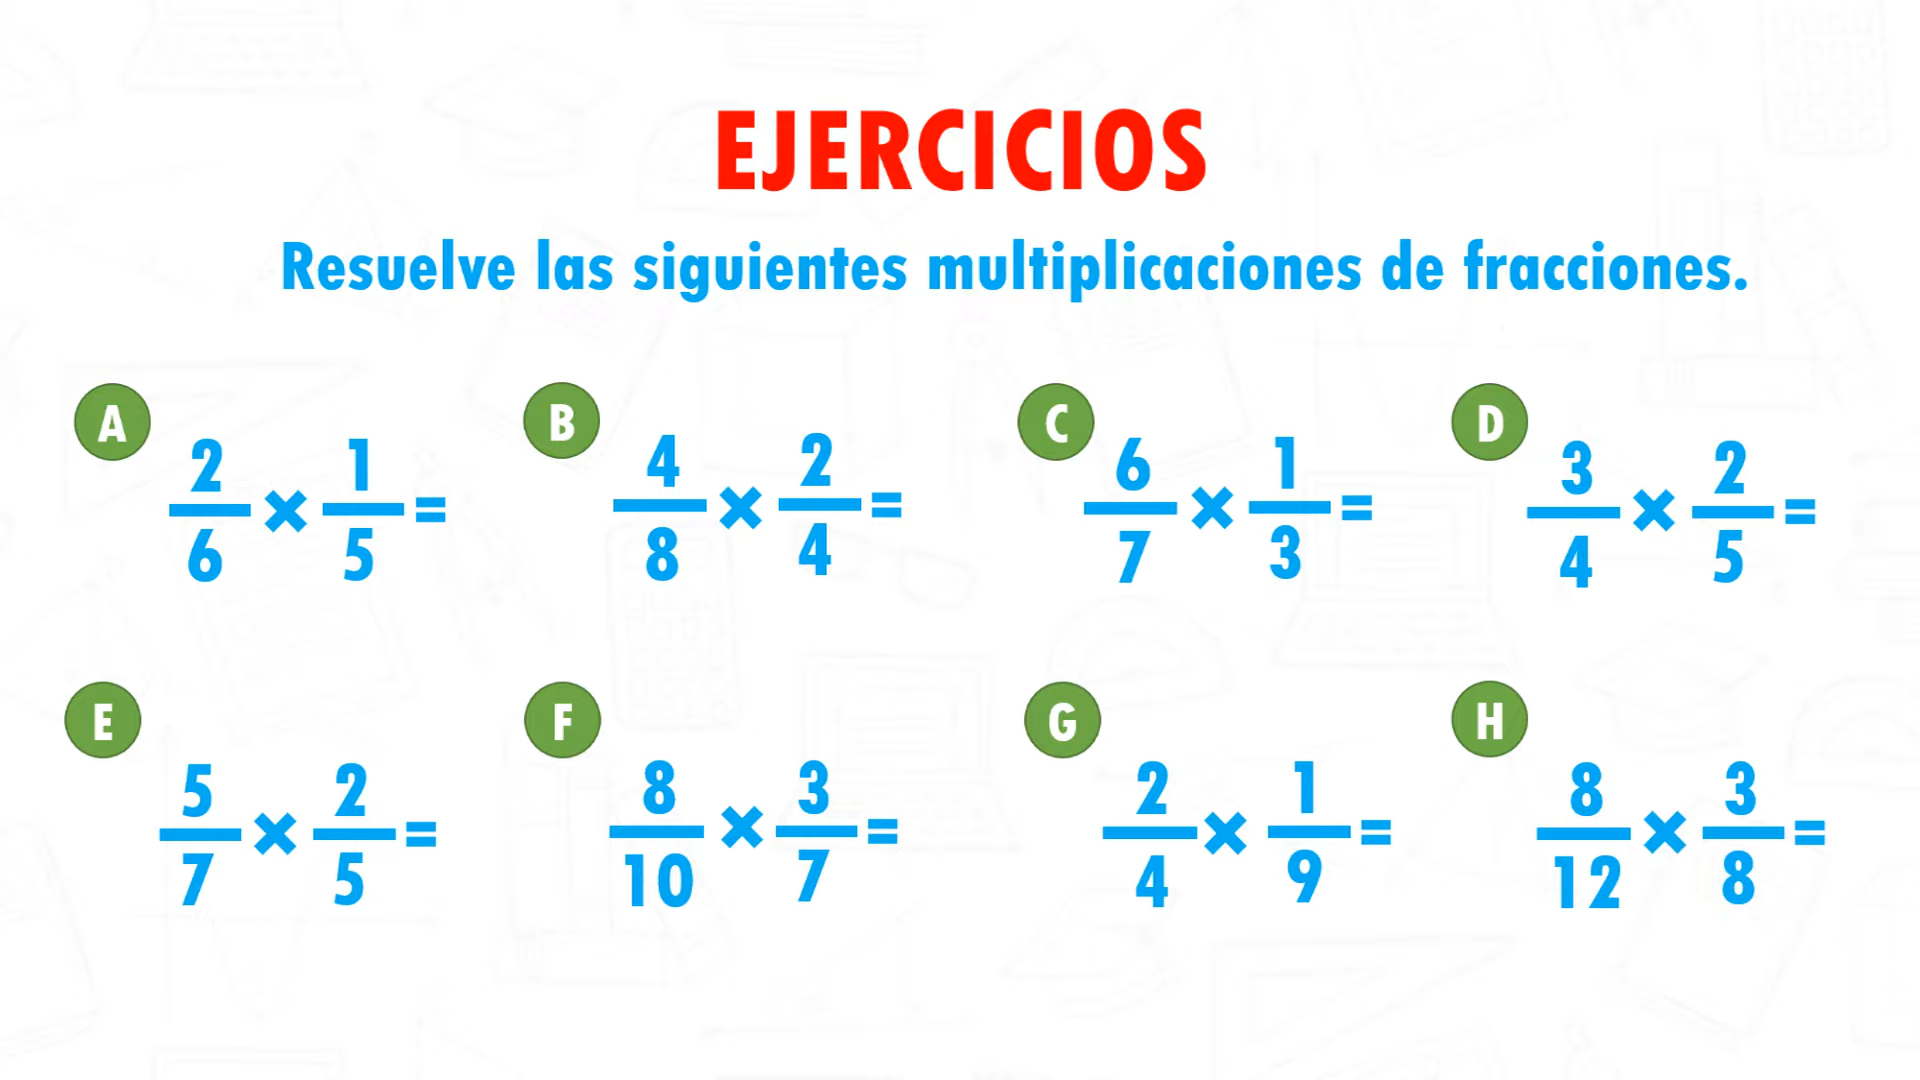 EJERCICIOS
Resuelve las siguientes multiplicaciones de fracciones.
A
2/6 × 1/5 =
B
4/8 × 2/4 =
C
6/7 × 1/3 =
D
3/4 × 2/5 =
E
5/7 × 2/5 =
F
8/10 × 3/7 =
G
2/4 × 1/9 =
H
8/12 × 3/8 =